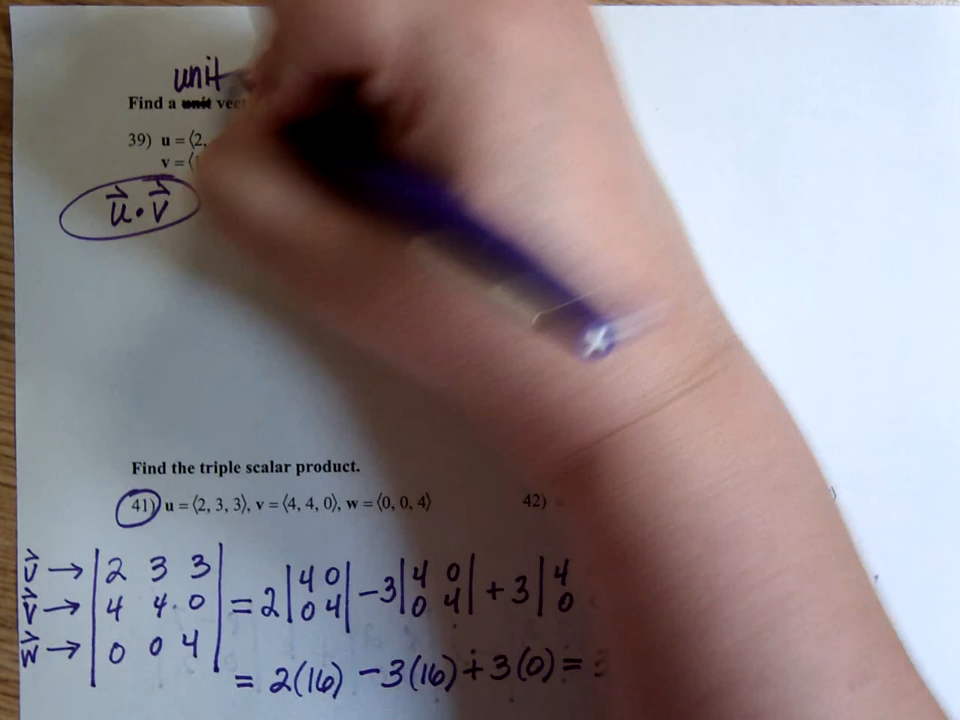 unit
Find a unit
39) u = ⟨2,
v = ⟨
u⃗ · v⃗
Find the triple scalar product.
41) u = ⟨2, 3, 3⟩, v = ⟨4, 4, 0⟩, w = ⟨0, 0, 4⟩ 42)
u⃗ → | 2 3 3 |
v⃗ → | 4 4 0 | = 2 | 4 0 | − 3 | 4 0 | + 3 | 4
| 0 4 | | 0 4 | | 0
w⃗ → | 0 0 4 |
= 2(16) − 3(16) + 3(0) =